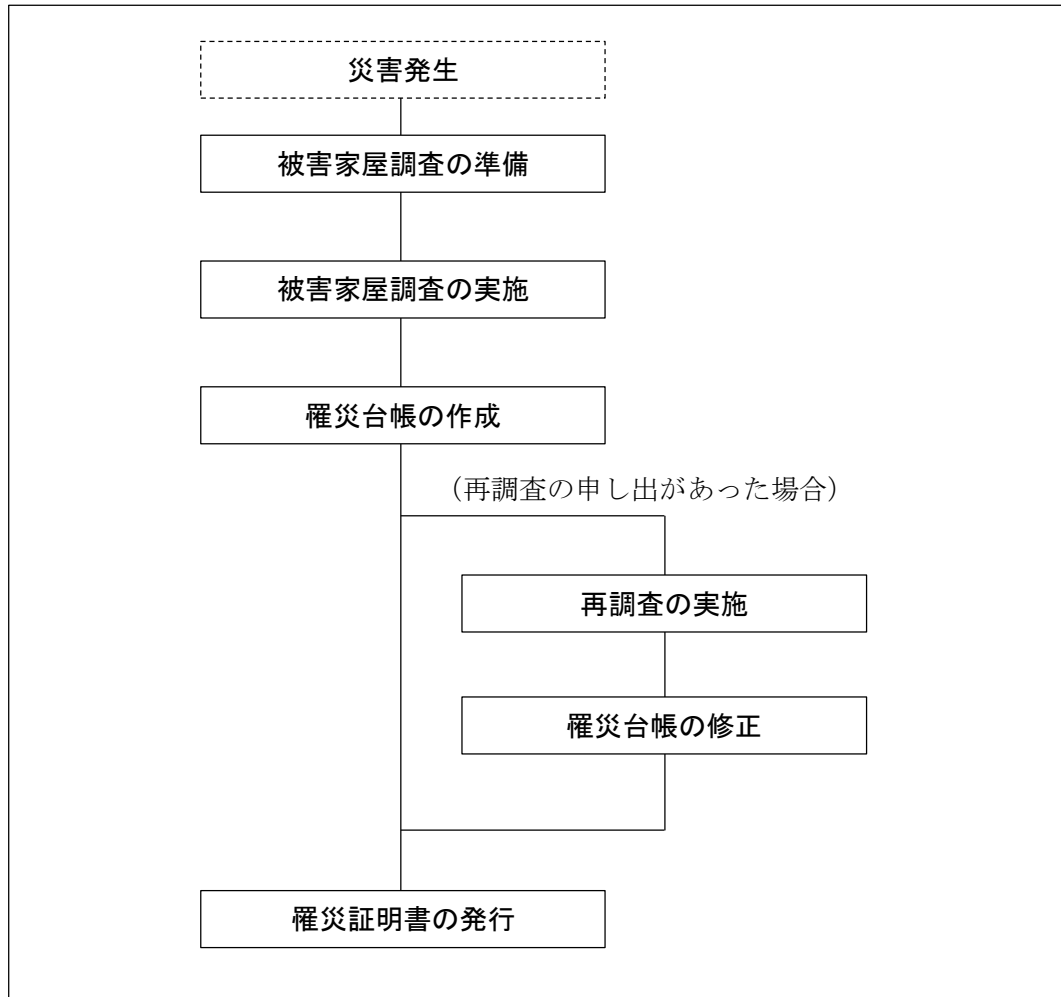 災害発生
被害家屋調査の準備
被害家屋調査の実施
罹災台帳の作成
（再調査の申し出があった場合）
再調査の実施
罹災台帳の修正
罹災証明書の発行